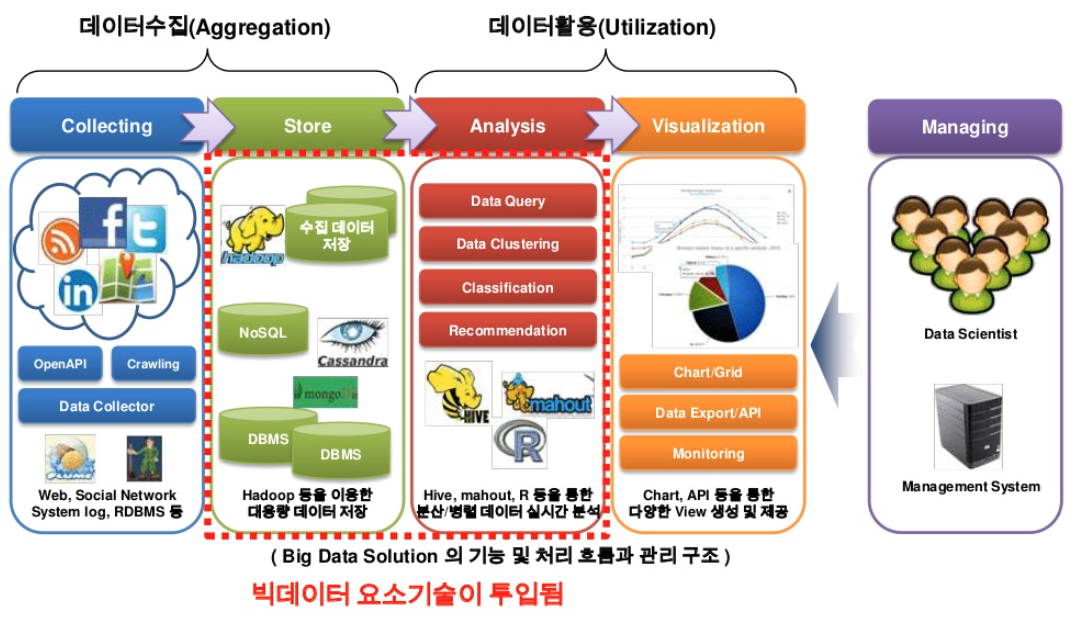 데이터수집(Aggregation)
데이터활용(Utilization)
Collecting
Store
Analysis
Visualization
Managing
hadoop
수집 데이터
저장
NoSQL
Cassandra
mongoDB
DBMS
DBMS
OpenAPI
Crawling
Data Collector
FLUME
Web, Social Network
System log, RDBMS 등
Hadoop 등을 이용한
대용량 데이터 저장
Data Query
Data Clustering
Classification
Recommendation
HIVE
mahout
R
Hive, mahout, R 등을 통한
분산/병렬 데이터 실시간 분석
Chart/Grid
Data Export/API
Monitoring
Chart, API 등을 통한
다양한 View 생성 및 제공
Data Scientist
Management System
( Big Data Solution 의 기능 및 처리 흐름과 관리 구조 )
빅데이터 요소기술이 투입됨